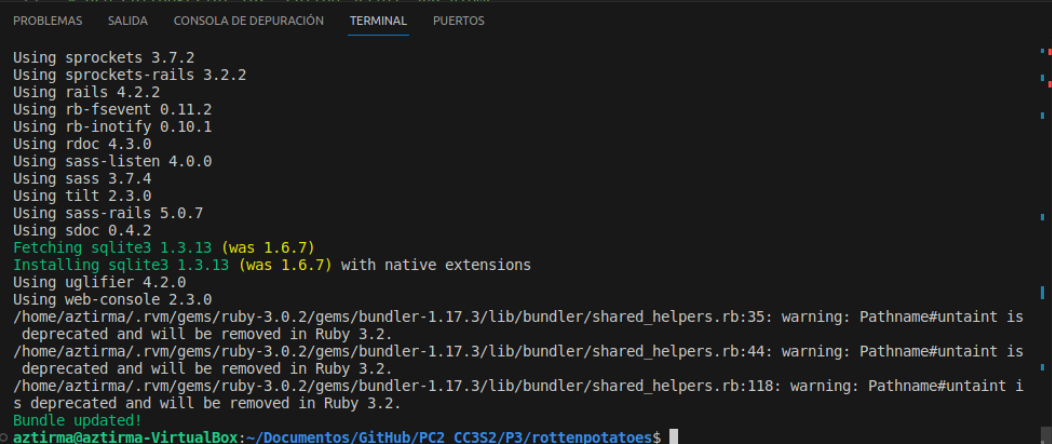 PROBLEMAS SALIDA CONSOLA DE DEPURACIÓN TERMINAL PUERTOS
Using sprockets 3.7.2
Using sprockets-rails 3.2.2
Using rails 4.2.2
Using rb-fsevent 0.11.2
Using rb-inotify 0.10.1
Using rdoc 4.3.0
Using sass-listen 4.0.0
Using sass 3.7.4
Using tilt 2.3.0
Using sass-rails 5.0.7
Using sdoc 0.4.2
Fetching sqlite3 1.3.13 (was 1.6.7)
Installing sqlite3 1.3.13 (was 1.6.7) with native extensions
Using uglifier 4.2.0
Using web-console 2.3.0
/home/aztirma/.rvm/gems/ruby-3.0.2/gems/bundler-1.17.3/lib/bundler/shared_helpers.rb:35: warning: Pathname#untaint is
 deprecated and will be removed in Ruby 3.2.
/home/aztirma/.rvm/gems/ruby-3.0.2/gems/bundler-1.17.3/lib/bundler/shared_helpers.rb:44: warning: Pathname#untaint is
 deprecated and will be removed in Ruby 3.2.
/home/aztirma/.rvm/gems/ruby-3.0.2/gems/bundler-1.17.3/lib/bundler/shared_helpers.rb:118: warning: Pathname#untaint i
s deprecated and will be removed in Ruby 3.2.
Bundle updated!
aztirma@aztirma-VirtualBox:~/Documentos/GitHub/PC2_CC3S2/P3/rottenpotatoes$